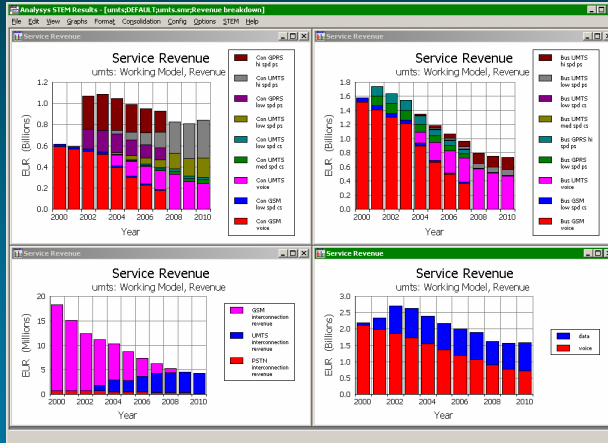 Analysys STEM Results - [umts;DEFAULT;umts.smr;Revenue breakdown]
File Edit View Graphs Format Consolidation Config Options STEM Help
Service Revenue
Service Revenue
umts: Working Model, Revenue
EUR (Billions)
1.2
1.0
0.8
0.6
0.4
0.2
0.0
2000 2002 2004 2006 2008 2010
Year
Con GPRS
hi spd ps
Con UMTS
hi spd ps
Con GPRS
low spd ps
Con UMTS
low spd ps
Con UMTS
low spd cs
Con UMTS
med spd cs
Con UMTS
voice
Con GSM
low spd cs
Con GSM
voice
Service Revenue
Service Revenue
umts: Working Model, Revenue
EUR (Billions)
1.8
1.6
1.4
1.2
1.0
0.8
0.6
0.4
0.2
0.0
2000 2002 2004 2006 2008 2010
Year
Bus UMTS
hi spd ps
Bus UMTS
low spd ps
Bus UMTS
low spd cs
Bus UMTS
med spd cs
Bus GPRS hi
spd ps
Bus GPRS
low spd ps
Bus UMTS
voice
Bus GSM
low spd cs
Bus GSM
voice
Service Revenue
Service Revenue
umts: Working Model, Revenue
EUR (Millions)
20
15
10
5
0
2000 2002 2004 2006 2008 2010
Year
GSM
interconnection
revenue
UMTS
interconnection
revenue
PSTN
interconnection
revenue
Service Revenue
Service Revenue
umts: Working Model, Revenue
EUR (Billions)
3.0
2.5
2.0
1.5
1.0
0.5
0.0
2000 2002 2004 2006 2008 2010
Year
data
voice